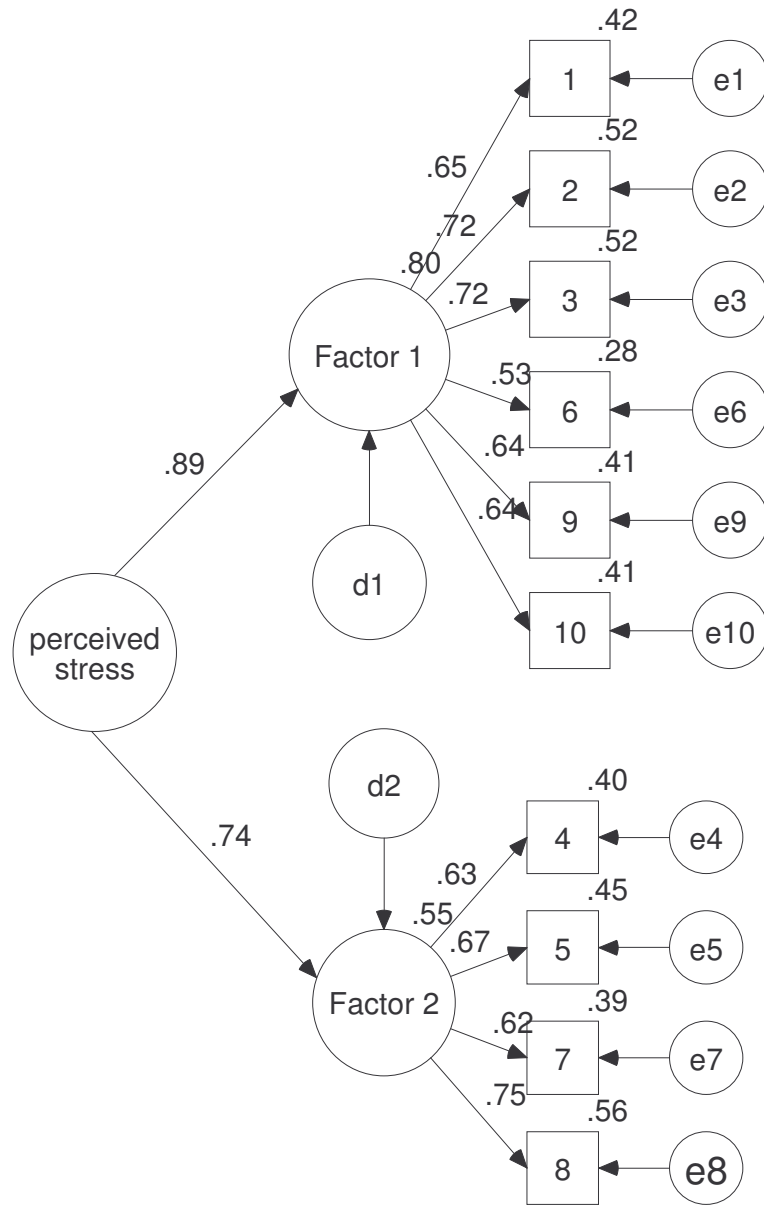 .42
1
e1
.65
.52
2
e2
.72
.52
.80
3
e3
.72
.28
Factor 1
.53
6
e6
.64
.41
.89
.64
9
e9
d1
.41
10
e10
perceived
stress
d2
.40
.74
4
e4
.63
.45
.55
.67
5
e5
Factor 2
.39
.62
7
e7
.75
.56
8
e8